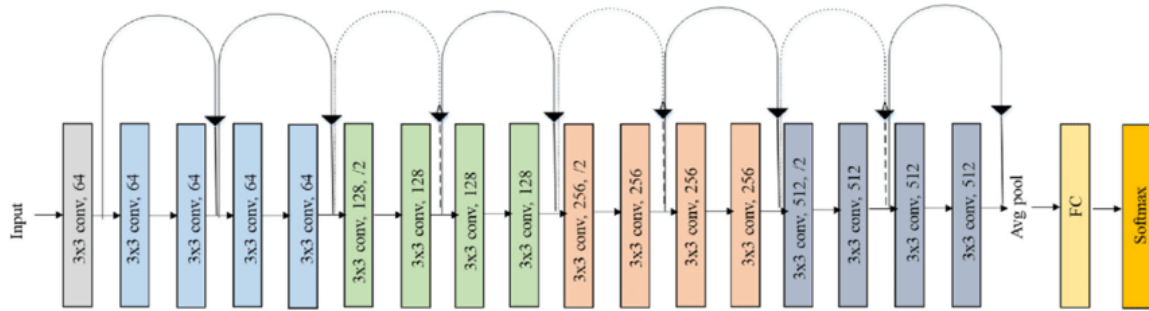 Input
3x3 conv, 64
3x3 conv, 64
3x3 conv, 64
3x3 conv, 64
3x3 conv, 64
3x3 conv, 128, /2
3x3 conv, 128
3x3 conv, 128
3x3 conv, 128
3x3 conv, 256, /2
3x3 conv, 256
3x3 conv, 256
3x3 conv, 256
3x3 conv, 512, /2
3x3 conv, 512
3x3 conv, 512
3x3 conv, 512
Avg pool
FC
Softmax